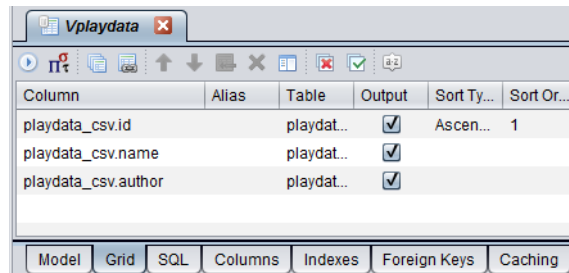 Vplaydata
Column Alias Table Output Sort Ty... Sort Or...
playdata_csv.id playdat... Ascen... 1
playdata_csv.name playdat...
playdata_csv.author playdat...
Model Grid SQL Columns Indexes Foreign Keys Caching